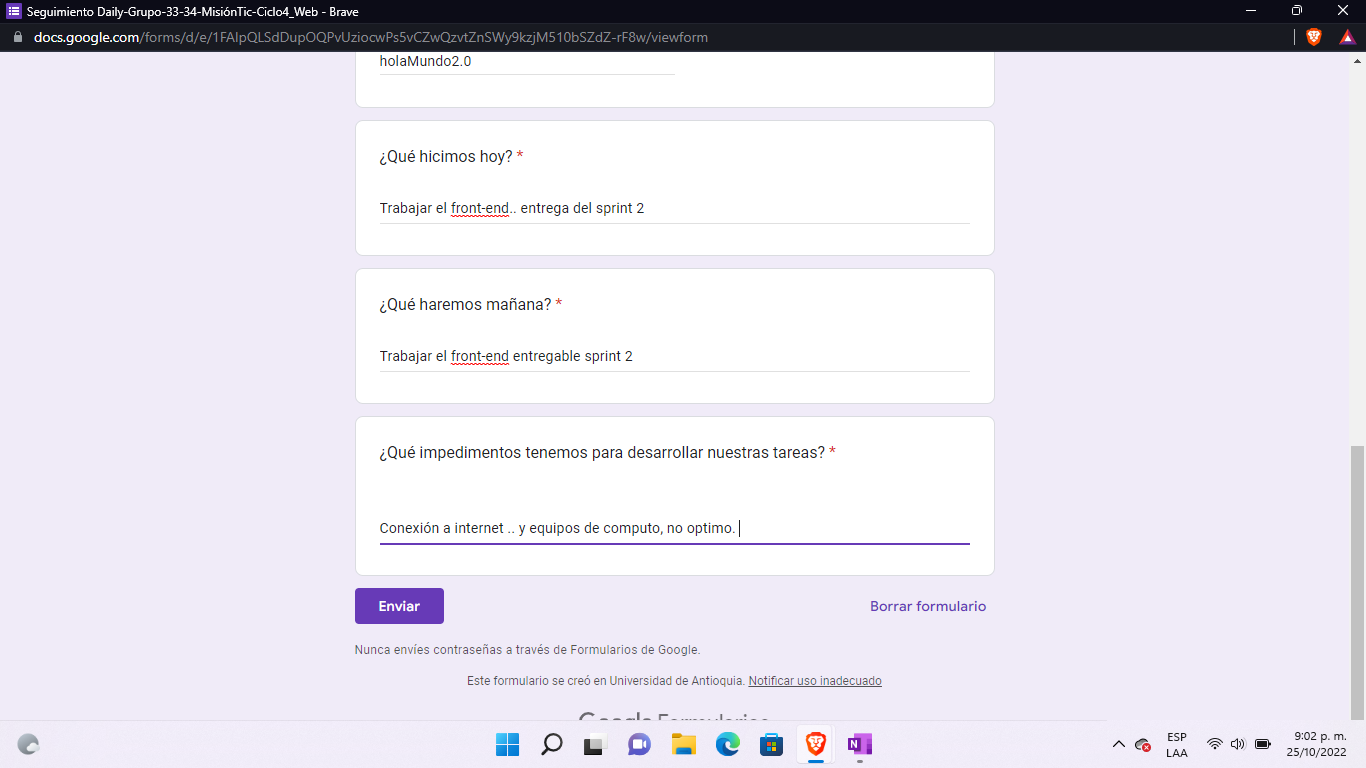 Seguimiento Daily-Grupo-33-34-MisiónTic-Ciclo4_Web - Brave
docs.google.com/forms/d/e/1FAIpQLSdDupOQPvUziocwPs5vCZwQzvtZnSWy9kzjM510bSZdZ-rF8w/viewform
holaMundo2.0
¿Qué hicimos hoy? *
Trabajar el front-end.. entrega del sprint 2
¿Qué haremos mañana? *
Trabajar el front-end entregable sprint 2
¿Qué impedimentos tenemos para desarrollar nuestras tareas? *
Conexión a internet .. y equipos de computo, no optimo.
Enviar
Borrar formulario
Nunca envíes contraseñas a través de Formularios de Google.
Este formulario se creó en Universidad de Antioquia. Notificar uso inadecuado
Google Formularios
ESP
LAA
9:02 p. m.
25/10/2022